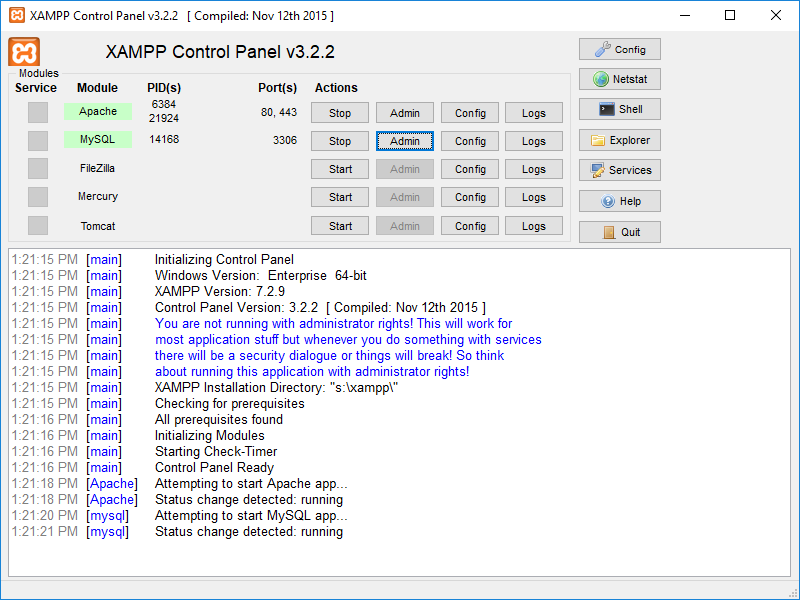 XAMPP Control Panel v3.2.2 [ Compiled: Nov 12th 2015 ]
XAMPP Control Panel v3.2.2
Modules
Service Module PID(s) Port(s) Actions
Apache 6384 21924 80, 443 Stop Admin Config Logs
MySQL 14168 3306 Stop Admin Config Logs
FileZilla Start Admin Config Logs
Mercury Start Admin Config Logs
Tomcat Start Admin Config Logs
Config
Netstat
Shell
Explorer
Services
Help
Quit
1:21:15 PM [main] Initializing Control Panel
1:21:15 PM [main] Windows Version: Enterprise 64-bit
1:21:15 PM [main] XAMPP Version: 7.2.9
1:21:15 PM [main] Control Panel Version: 3.2.2 [ Compiled: Nov 12th 2015 ]
1:21:15 PM [main] You are not running with administrator rights! This will work for
1:21:15 PM [main] most application stuff but whenever you do something with services
1:21:15 PM [main] there will be a security dialogue or things will break! So think
1:21:15 PM [main] about running this application with administrator rights!
1:21:15 PM [main] XAMPP Installation Directory: "s:\xampp\"
1:21:15 PM [main] Checking for prerequisites
1:21:16 PM [main] All prerequisites found
1:21:16 PM [main] Initializing Modules
1:21:16 PM [main] Starting Check-Timer
1:21:16 PM [main] Control Panel Ready
1:21:18 PM [Apache] Attempting to start Apache app...
1:21:18 PM [Apache] Status change detected: running
1:21:20 PM [mysql] Attempting to start MySQL app...
1:21:21 PM [mysql] Status change detected: running